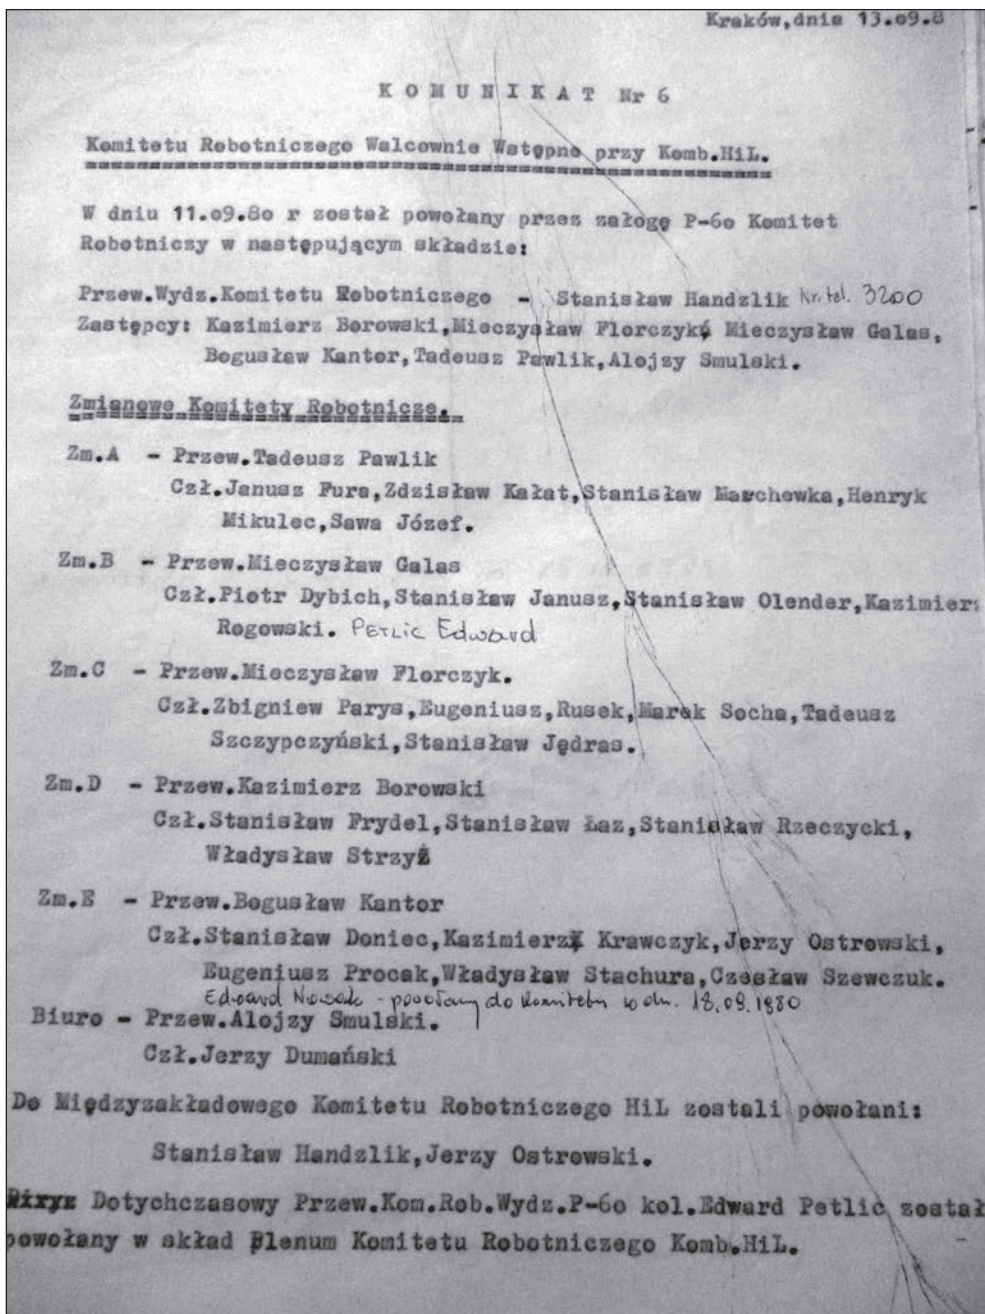 Kraków,dnia 13.09.8
K O M U N I K A T Nr 6
Komitetu Robotniczego Walcownie Wstępne przy Komb.HiL.
W dniu 11.o9.8o r został powołany przez załogę P-6o Komitet
Robotniczy w następującym składzie:
Przew.Wydz.Komitetu Robotniczego - Stanisław Handzlik Nr. tel. 3200
Zastępcy: Kazimierz Borowski,Mieczysław Florczyk, Mieczysław Galas,
Bogusław Kantor,Tadeusz Pawlik,Alojzy Smulski.
Zmianowe Komitety Robotnicze.
Zm.A - Przew.Tadeusz Pawlik
Czł.Janusz Fura,Zdzisław Kałat,Stanisław Marchewka,Henryk
Mikulec,Sawa Józef.
Zm.B - Przew.Mieczysław Galas
Czł.Piotr Dybich,Stanisław Janusz,Stanisław Olender,Kazimierz
Rogowski. PETLIC Edward
Zm.C - Przew.Mieczysław Florczyk.
Czł.Zbigniew Parys,Eugeniusz,Rusek,Marek Socha,Tadeusz
Szczypczyński,Stanisław Jędras.
Zm.D - Przew.Kazimierz Borowski
Czł.Stanisław Frydel,Stanisław Łaz,Stanisław Rzeczycki,
Władysław Strzyż
Zm.E - Przew.Bogusław Kantor
Czł.Stanisław Doniec,Kazimierz Krawczyk,Jerzy Ostrowski,
Eugeniusz Procak,Władysław Stachura,Czesław Szewczuk.
Edward Nowak - powołany do komitetu w dn. 18.09.1980
Biuro - Przew.Alojzy Smulski.
Czł.Jerzy Dumański
Do Międzyzakładowego Komitetu Robotniczego HiL zostali powołani:
Stanisław Handzlik,Jerzy Ostrowski.
Dotychczasowy Przew.Kom.Rob.Wydz.P-6o kol.Edward Petlic został
powołany w skład Plenum Komitetu Robotniczego Komb.HiL.